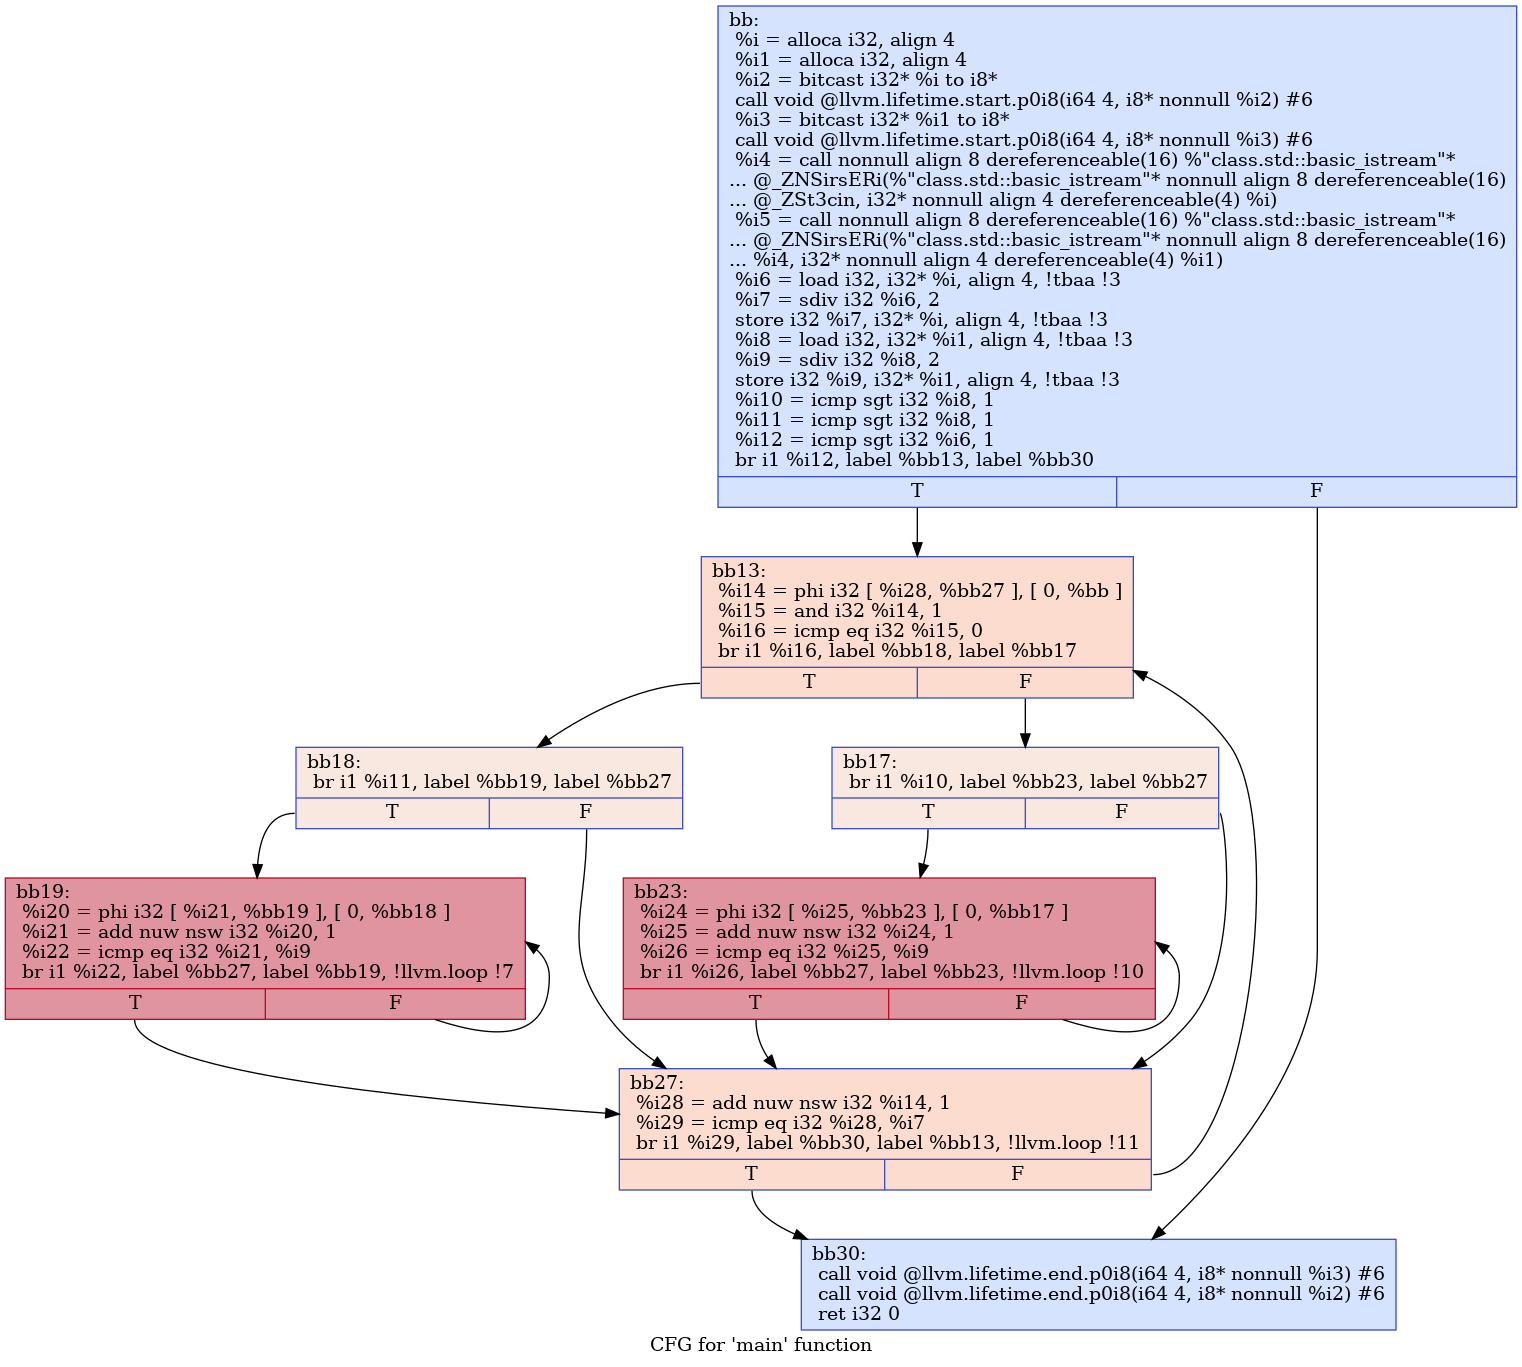 bb:
%i = alloca i32, align 4
%i1 = alloca i32, align 4
%i2 = bitcast i32* %i to i8*
call void @llvm.lifetime.start.p0i8(i64 4, i8* nonnull %i2) #6
%i3 = bitcast i32* %i1 to i8*
call void @llvm.lifetime.start.p0i8(i64 4, i8* nonnull %i3) #6
%i4 = call nonnull align 8 dereferenceable(16) %"class.std::basic_istream"*
... @_ZNSirsERi(%"class.std::basic_istream"* nonnull align 8 dereferenceable(16)
... @_ZSt3cin, i32* nonnull align 4 dereferenceable(4) %i)
%i5 = call nonnull align 8 dereferenceable(16) %"class.std::basic_istream"*
... @_ZNSirsERi(%"class.std::basic_istream"* nonnull align 8 dereferenceable(16)
... %i4, i32* nonnull align 4 dereferenceable(4) %i1)
%i6 = load i32, i32* %i, align 4, !tbaa !3
%i7 = sdiv i32 %i6, 2
store i32 %i7, i32* %i, align 4, !tbaa !3
%i8 = load i32, i32* %i1, align 4, !tbaa !3
%i9 = sdiv i32 %i8, 2
store i32 %i9, i32* %i1, align 4, !tbaa !3
%i10 = icmp sgt i32 %i8, 1
%i11 = icmp sgt i32 %i8, 1
%i12 = icmp sgt i32 %i6, 1
br i1 %i12, label %bb13, label %bb30
T F
bb13:
%i14 = phi i32 [ %i28, %bb27 ], [ 0, %bb ]
%i15 = and i32 %i14, 1
%i16 = icmp eq i32 %i15, 0
br i1 %i16, label %bb18, label %bb17
T F
bb18:
br i1 %i11, label %bb19, label %bb27
T F
bb17:
br i1 %i10, label %bb23, label %bb27
T F
bb19:
%i20 = phi i32 [ %i21, %bb19 ], [ 0, %bb18 ]
%i21 = add nuw nsw i32 %i20, 1
%i22 = icmp eq i32 %i21, %i9
br i1 %i22, label %bb27, label %bb19, !llvm.loop !7
T F
bb23:
%i24 = phi i32 [ %i25, %bb23 ], [ 0, %bb17 ]
%i25 = add nuw nsw i32 %i24, 1
%i26 = icmp eq i32 %i25, %i9
br i1 %i26, label %bb27, label %bb23, !llvm.loop !10
T F
bb27:
%i28 = add nuw nsw i32 %i14, 1
%i29 = icmp eq i32 %i28, %i7
br i1 %i29, label %bb30, label %bb13, !llvm.loop !11
T F
bb30:
call void @llvm.lifetime.end.p0i8(i64 4, i8* nonnull %i3) #6
call void @llvm.lifetime.end.p0i8(i64 4, i8* nonnull %i2) #6
ret i32 0
CFG for 'main' function